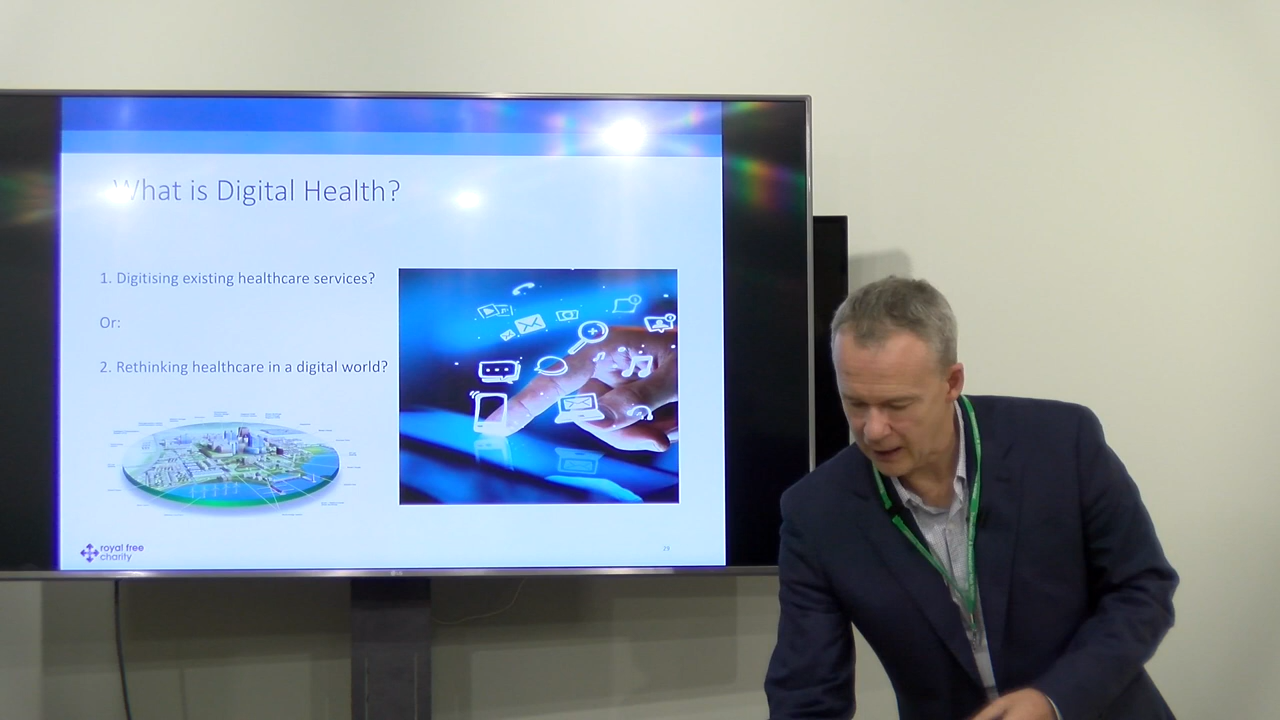 What is Digital Health?
1. Digitising existing healthcare services?
Or:
2. Rethinking healthcare in a digital world?
royal free
charity
23